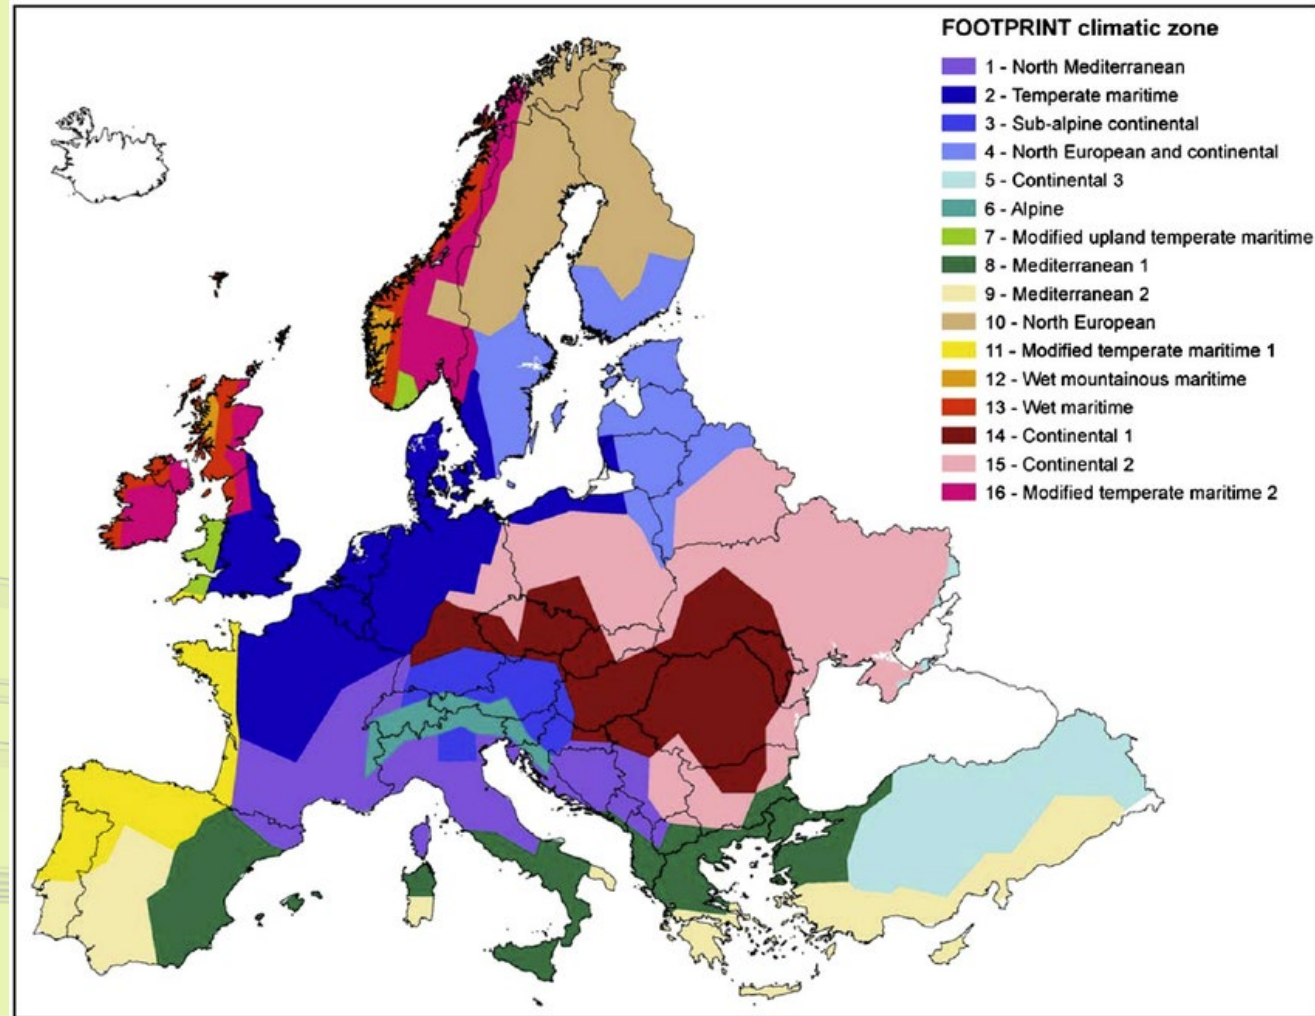 FOOTPRINT climatic zone
1 - North Mediterranean
2 - Temperate maritime
3 - Sub-alpine continental
4 - North European and continental
5 - Continental 3
6 - Alpine
7 - Modified upland temperate maritime
8 - Mediterranean 1
9 - Mediterranean 2
10 - North European
11 - Modified temperate maritime 1
12 - Wet mountainous maritime
13 - Wet maritime
14 - Continental 1
15 - Continental 2
16 - Modified temperate maritime 2